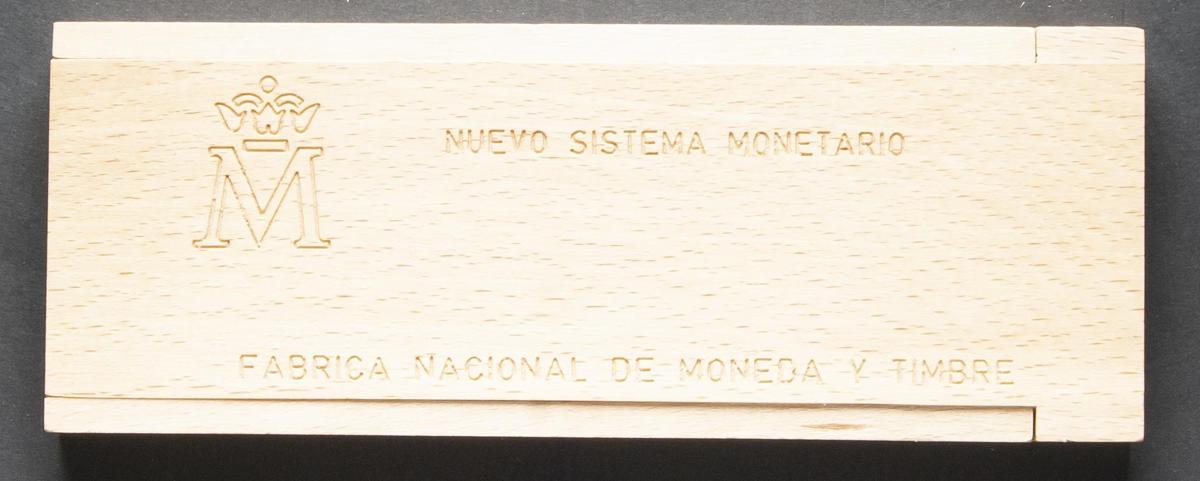 M
NUEVO SISTEMA MONETARIO
FABRICA NACIONAL DE MONEDA Y TIMBRE